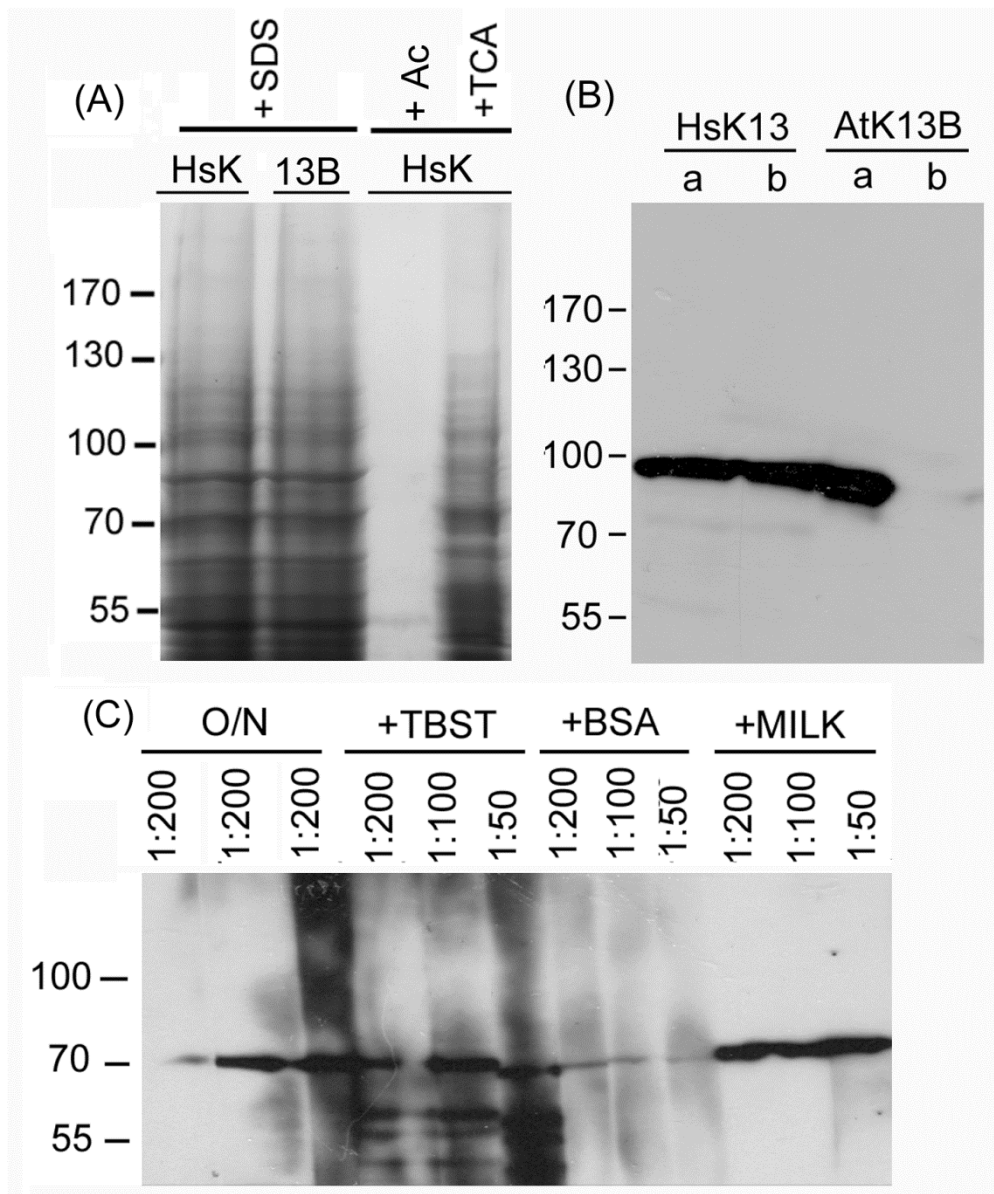 (A)
+ SDS
+ Ac
+TCA
HsK 13B HsK
170
130
100
70
55
(B)
HsK13 AtK13B
a b a b
170
130
100
70
55
(C)
O/N +TBST +BSA +MILK
1:200 1:200 1:200 1:200 1:100 1:50 1:200 1:100 1:50 1:200 1:100 1:50
100
70
55